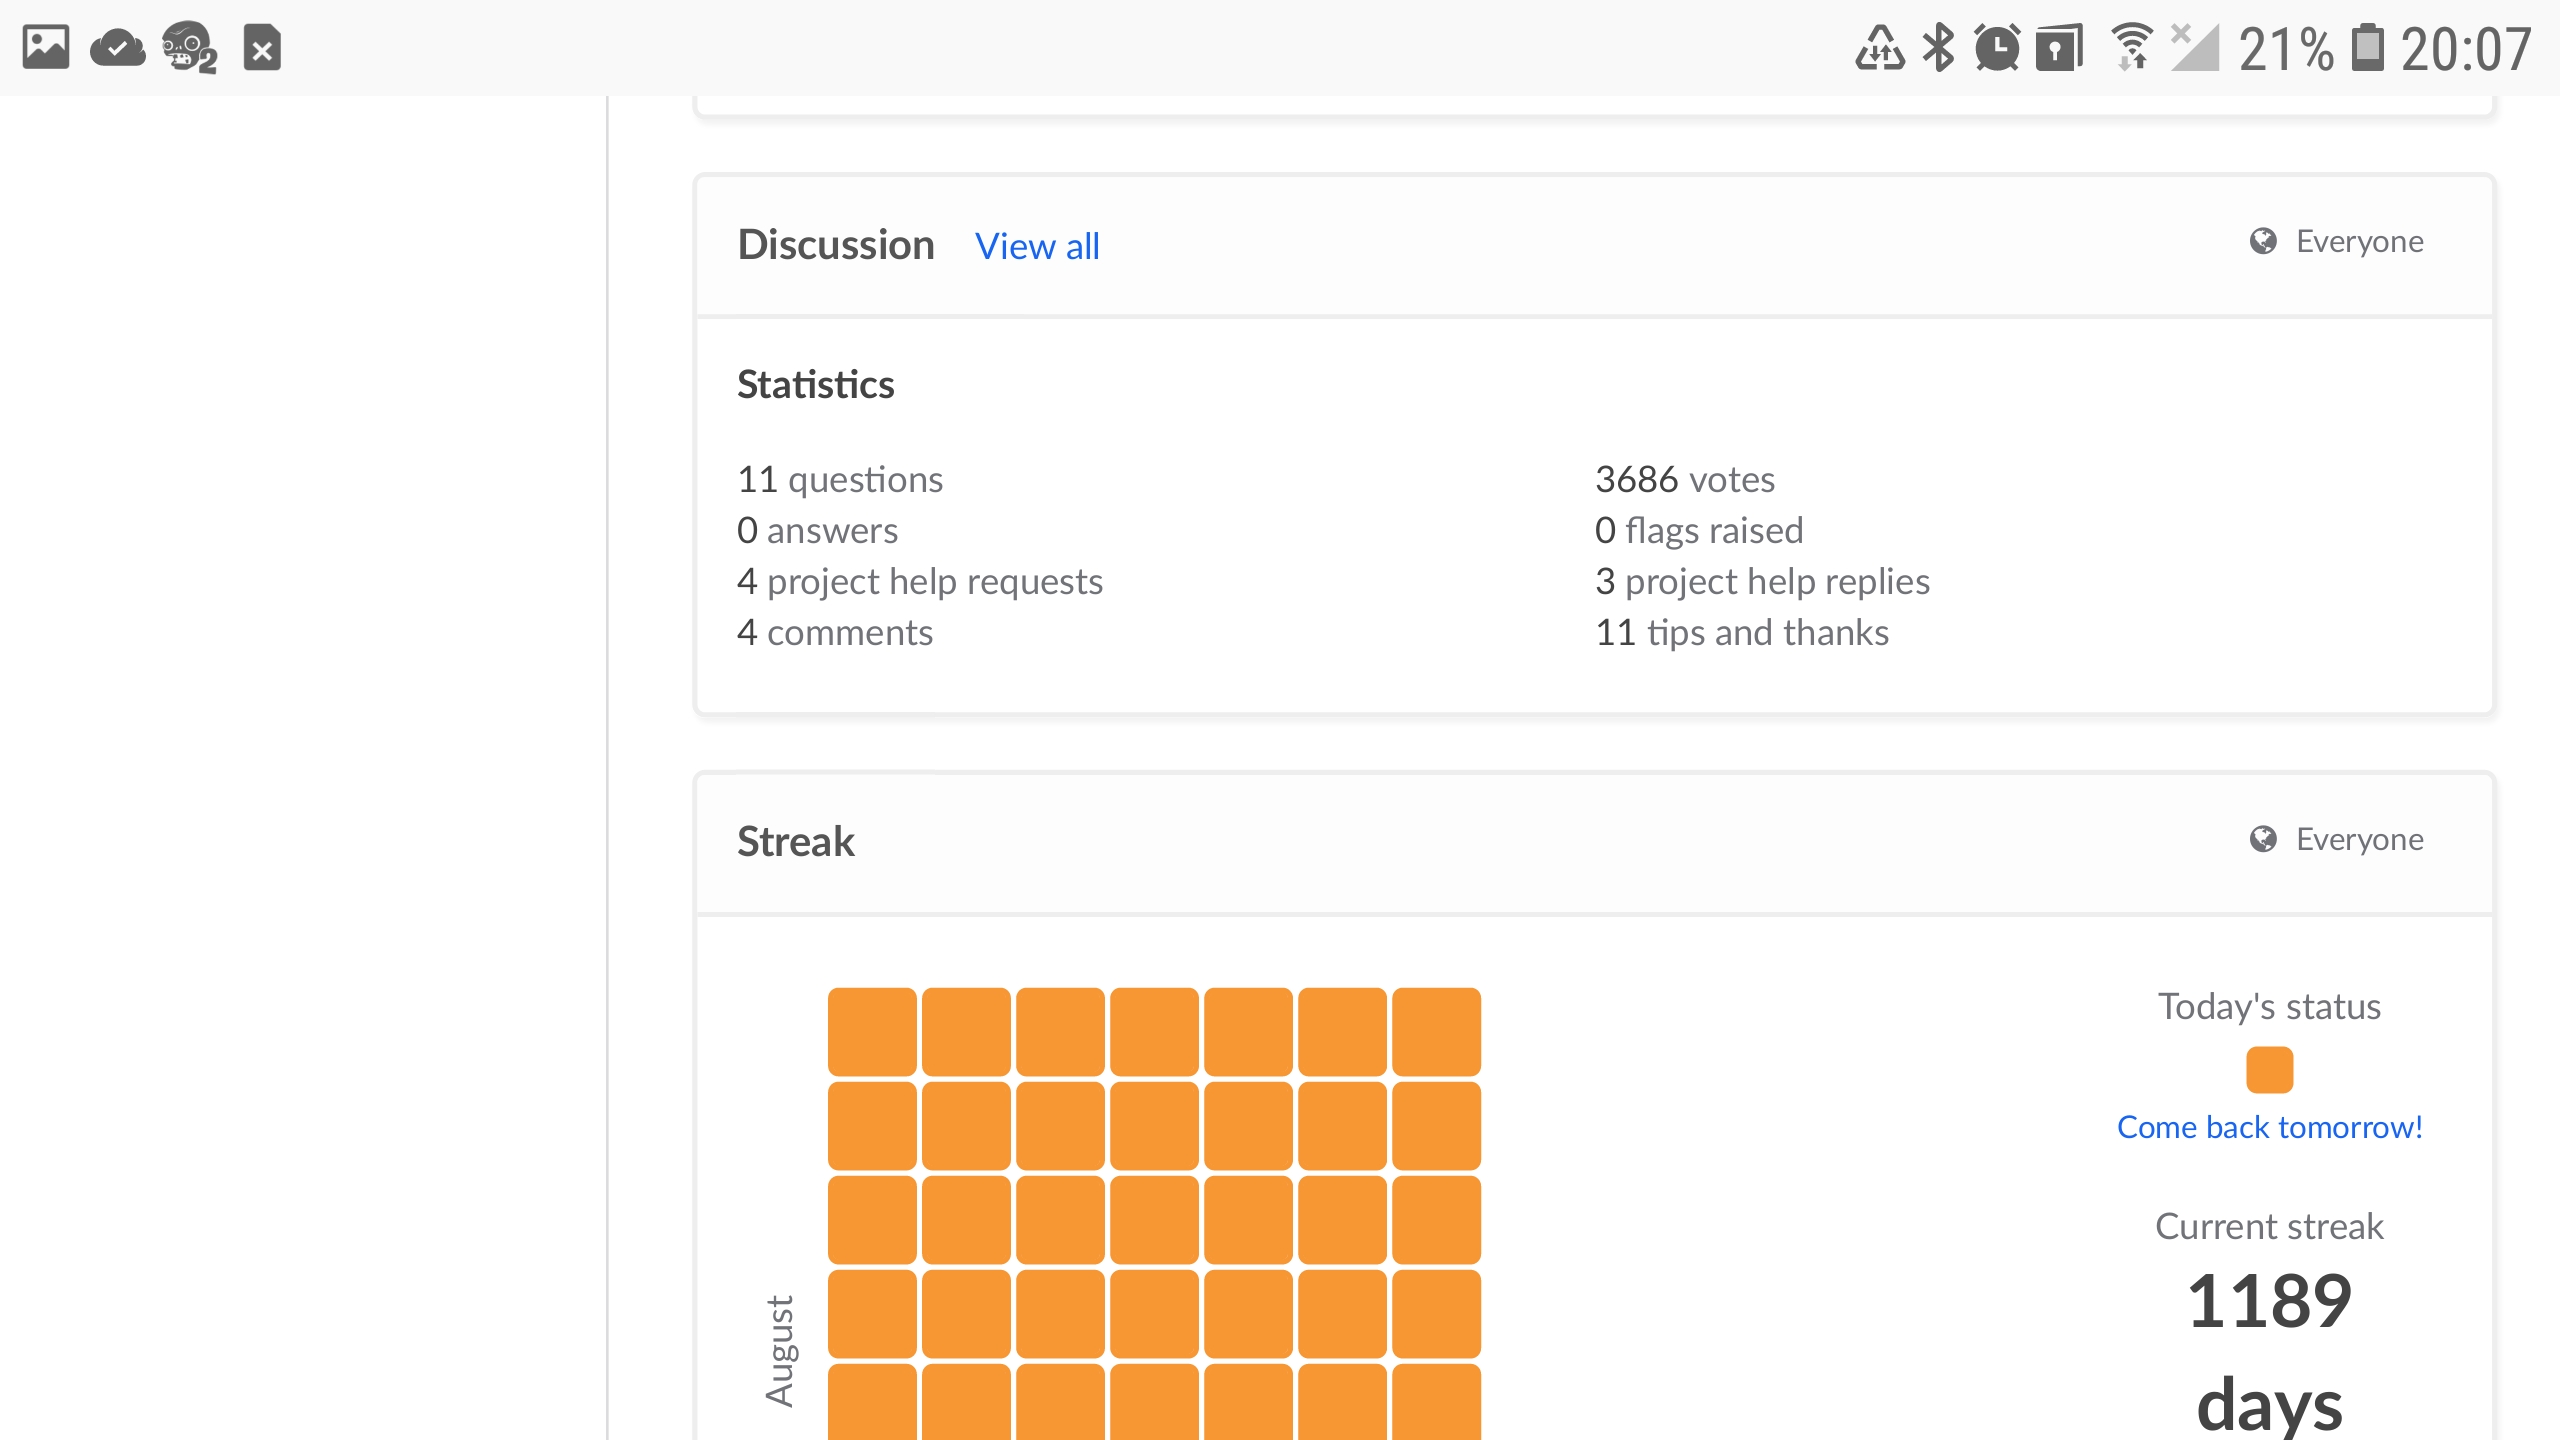 21% 20:07
Discussion View all Everyone
Statistics
11 questions
0 answers
4 project help requests
4 comments
3686 votes
0 flags raised
3 project help replies
11 tips and thanks
Streak Everyone
August
Today's status
Come back tomorrow!
Current streak
1189
days